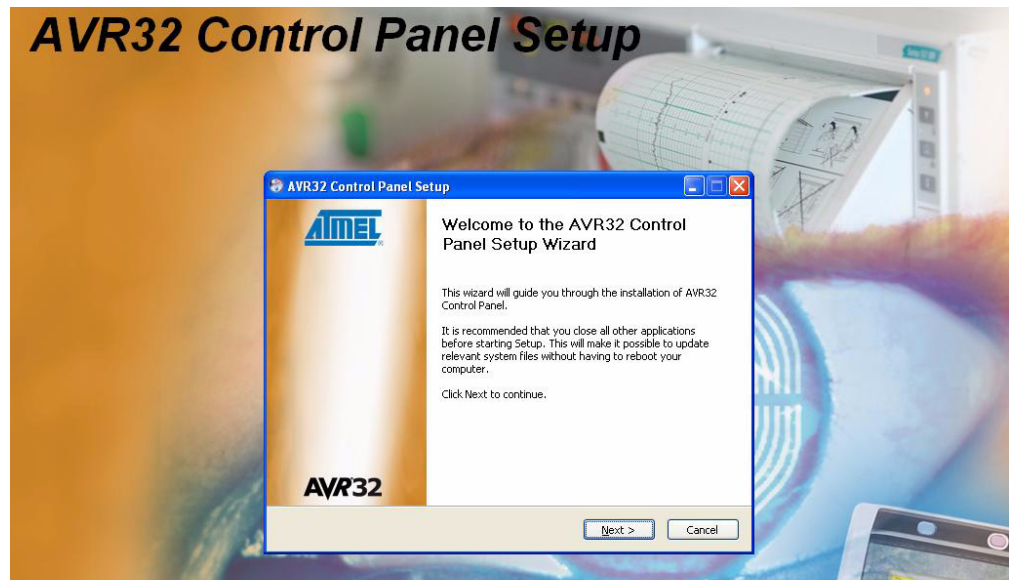 AVR32 Control Panel Setup
AVR32 Control Panel Setup
ATMEL
Welcome to the AVR32 Control
Panel Setup Wizard
This wizard will guide you through the installation of AVR32
Control Panel.
It is recommended that you close all other applications
before starting Setup. This will make it possible to update
relevant system files without having to reboot your
computer.
Click Next to continue.
AVR32
Next >
Cancel